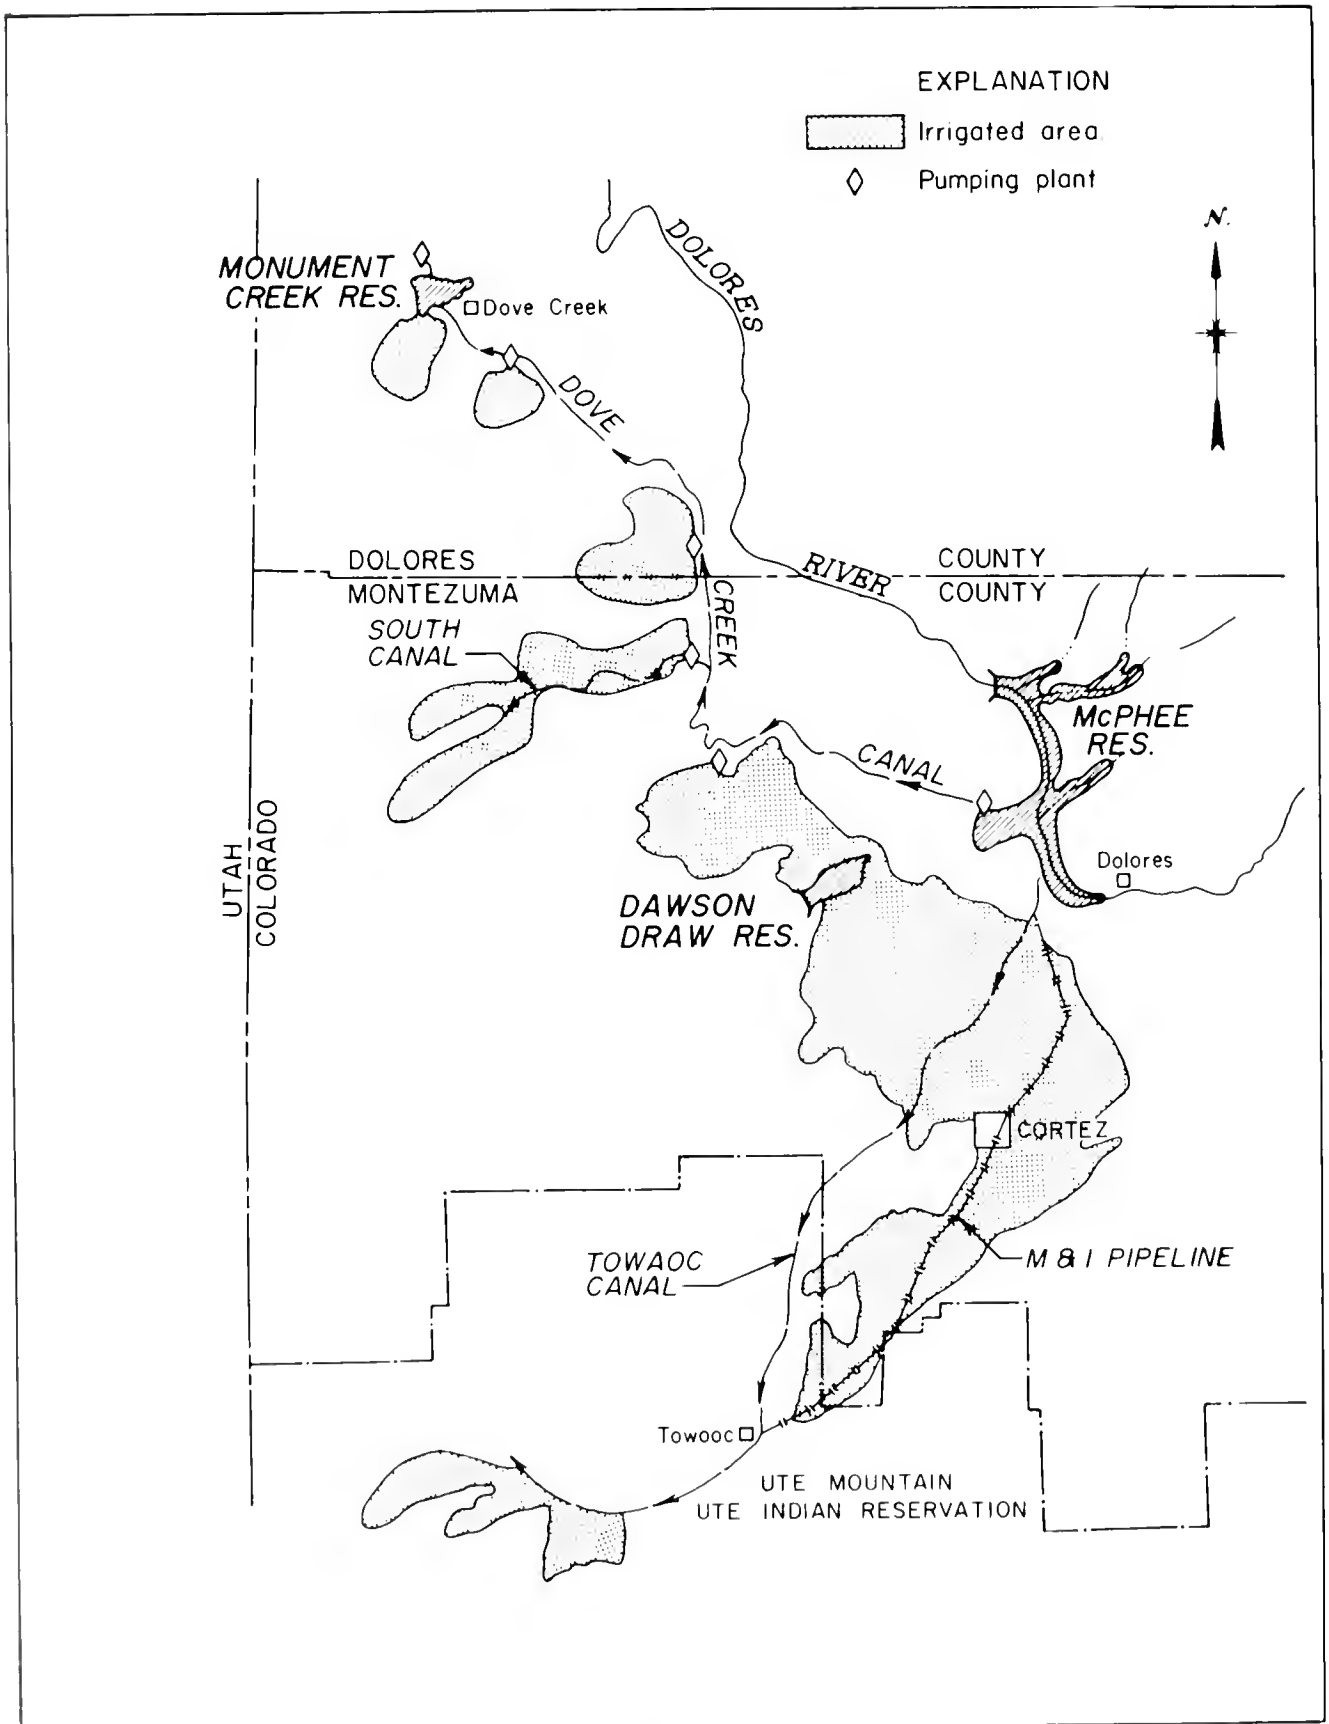 EXPLANATION
Irrigated area
Pumping plant
N.
MONUMENT
CREEK RES.
Dove Creek
DOLORES
DOVE
DOLORES
MONTEZUMA
RIVER
COUNTY
COUNTY
SOUTH
CANAL
CREEK
McPHEE
RES.
CANAL
UTAH
COLORADO
Dolores
DAWSON
DRAW RES.
CORTEZ
TOWAOC
CANAL
M & I PIPELINE
Towaoc
UTE MOUNTAIN
UTE INDIAN RESERVATION